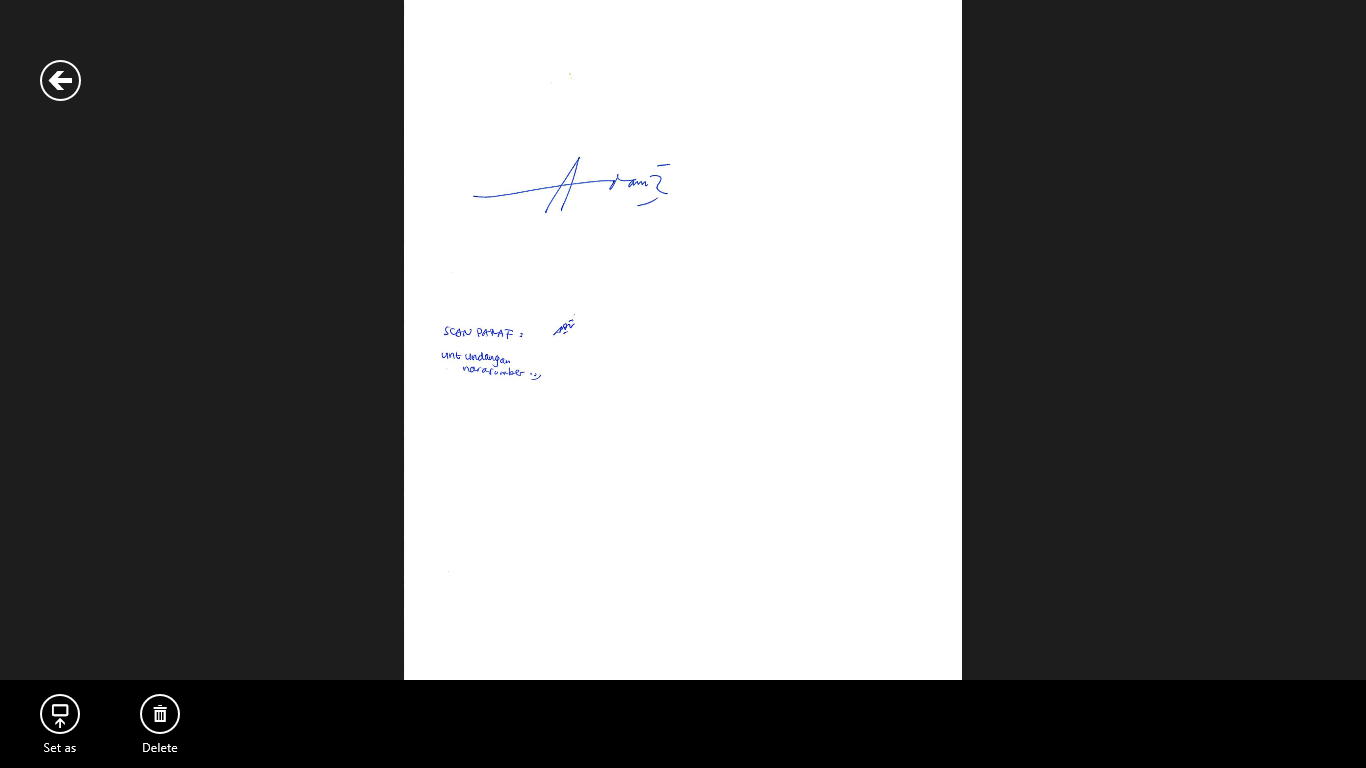 SCAN PARAF :
unt undangan
narasumber ..,
Set as
Delete